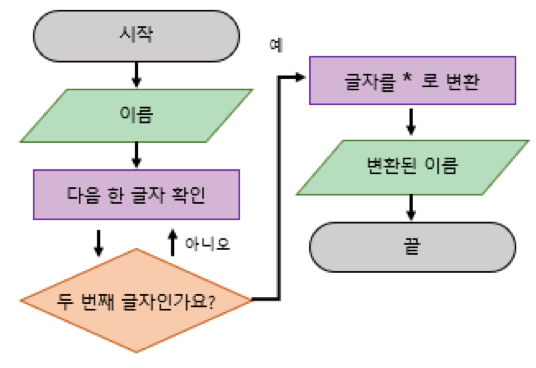 시작
이름
다음 한 글자 확인
아니오
두 번째 글자인가요?
예
글자를 * 로 변환
변환된 이름
끝